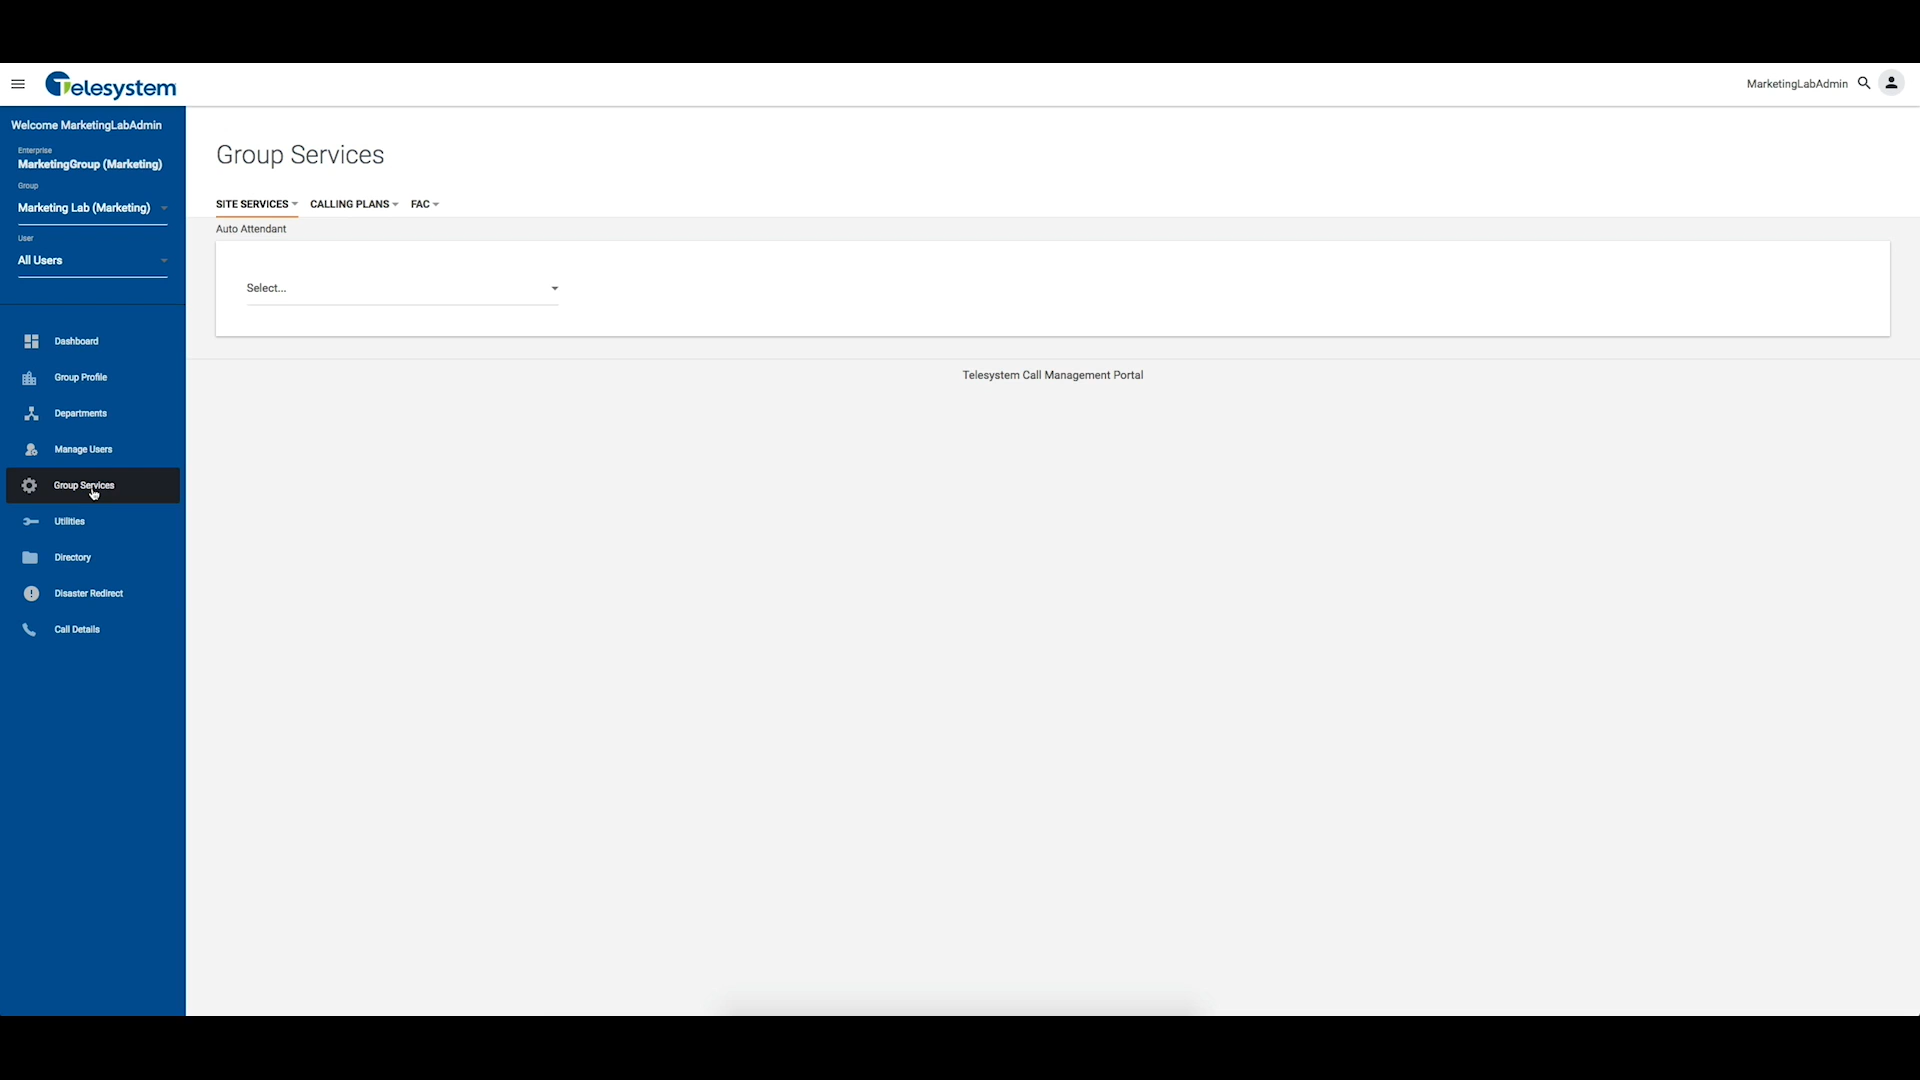 Telesystem
MarketingLabAdmin
Welcome MarketingLabAdmin
Enterprise
MarketingGroup (Marketing)
Group
Marketing Lab (Marketing)
User
All Users
Dashboard
Group Profile
Departments
Manage Users
Group Services
Utilities
Directory
Disaster Redirect
Call Details
Group Services
SITE SERVICES CALLING PLANS FAC
Auto Attendant
Select...
Telesystem Call Management Portal